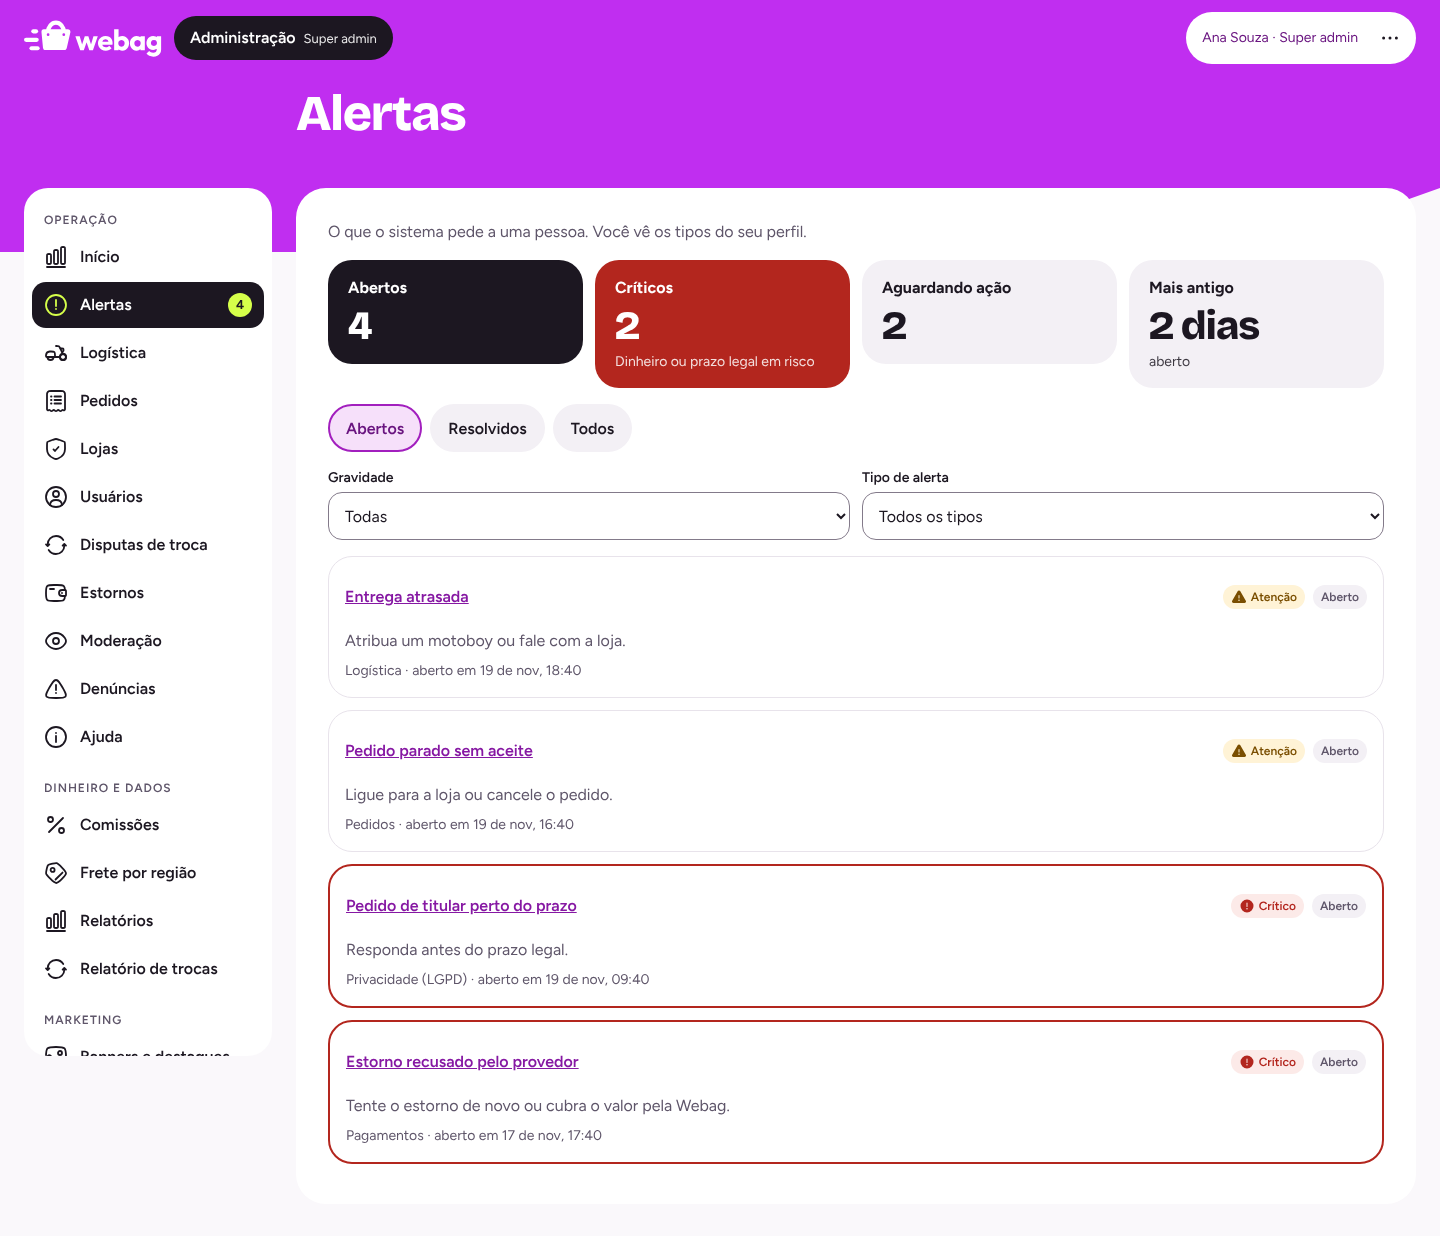 webag
Administração Super admin
Ana Souza · Super admin
Alertas
OPERAÇÃO
Início
Alertas 4
Logística
Pedidos
Lojas
Usuários
Disputas de troca
Estornos
Moderação
Denúncias
Ajuda
DINHEIRO E DADOS
Comissões
Frete por região
Relatórios
Relatório de trocas
MARKETING
Banners e destaques
O que o sistema pede a uma pessoa. Você vê os tipos do seu perfil.
Abertos
4
Críticos
2
Dinheiro ou prazo legal em risco
Aguardando ação
2
Mais antigo
2 dias
aberto
Abertos
Resolvidos
Todos
Gravidade
Todas
Tipo de alerta
Todos os tipos
Entrega atrasada
Atenção
Aberto
Atribua um motoboy ou fale com a loja.
Logística · aberto em 19 de nov, 18:40
Pedido parado sem aceite
Atenção
Aberto
Ligue para a loja ou cancele o pedido.
Pedidos · aberto em 19 de nov, 16:40
Pedido de titular perto do prazo
Crítico
Aberto
Responda antes do prazo legal.
Privacidade (LGPD) · aberto em 19 de nov, 09:40
Estorno recusado pelo provedor
Crítico
Aberto
Tente o estorno de novo ou cubra o valor pela Webag.
Pagamentos · aberto em 17 de nov, 17:40